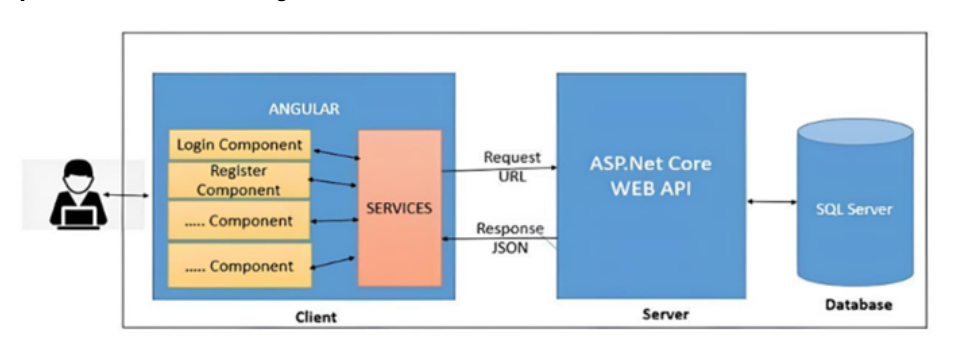 ANGULAR
Login Component
Register
Component
..... Component
..... Component
SERVICES
Client
Request
URL
Response
JSON
ASP.Net Core
WEB API
Server
SQL Server
Database